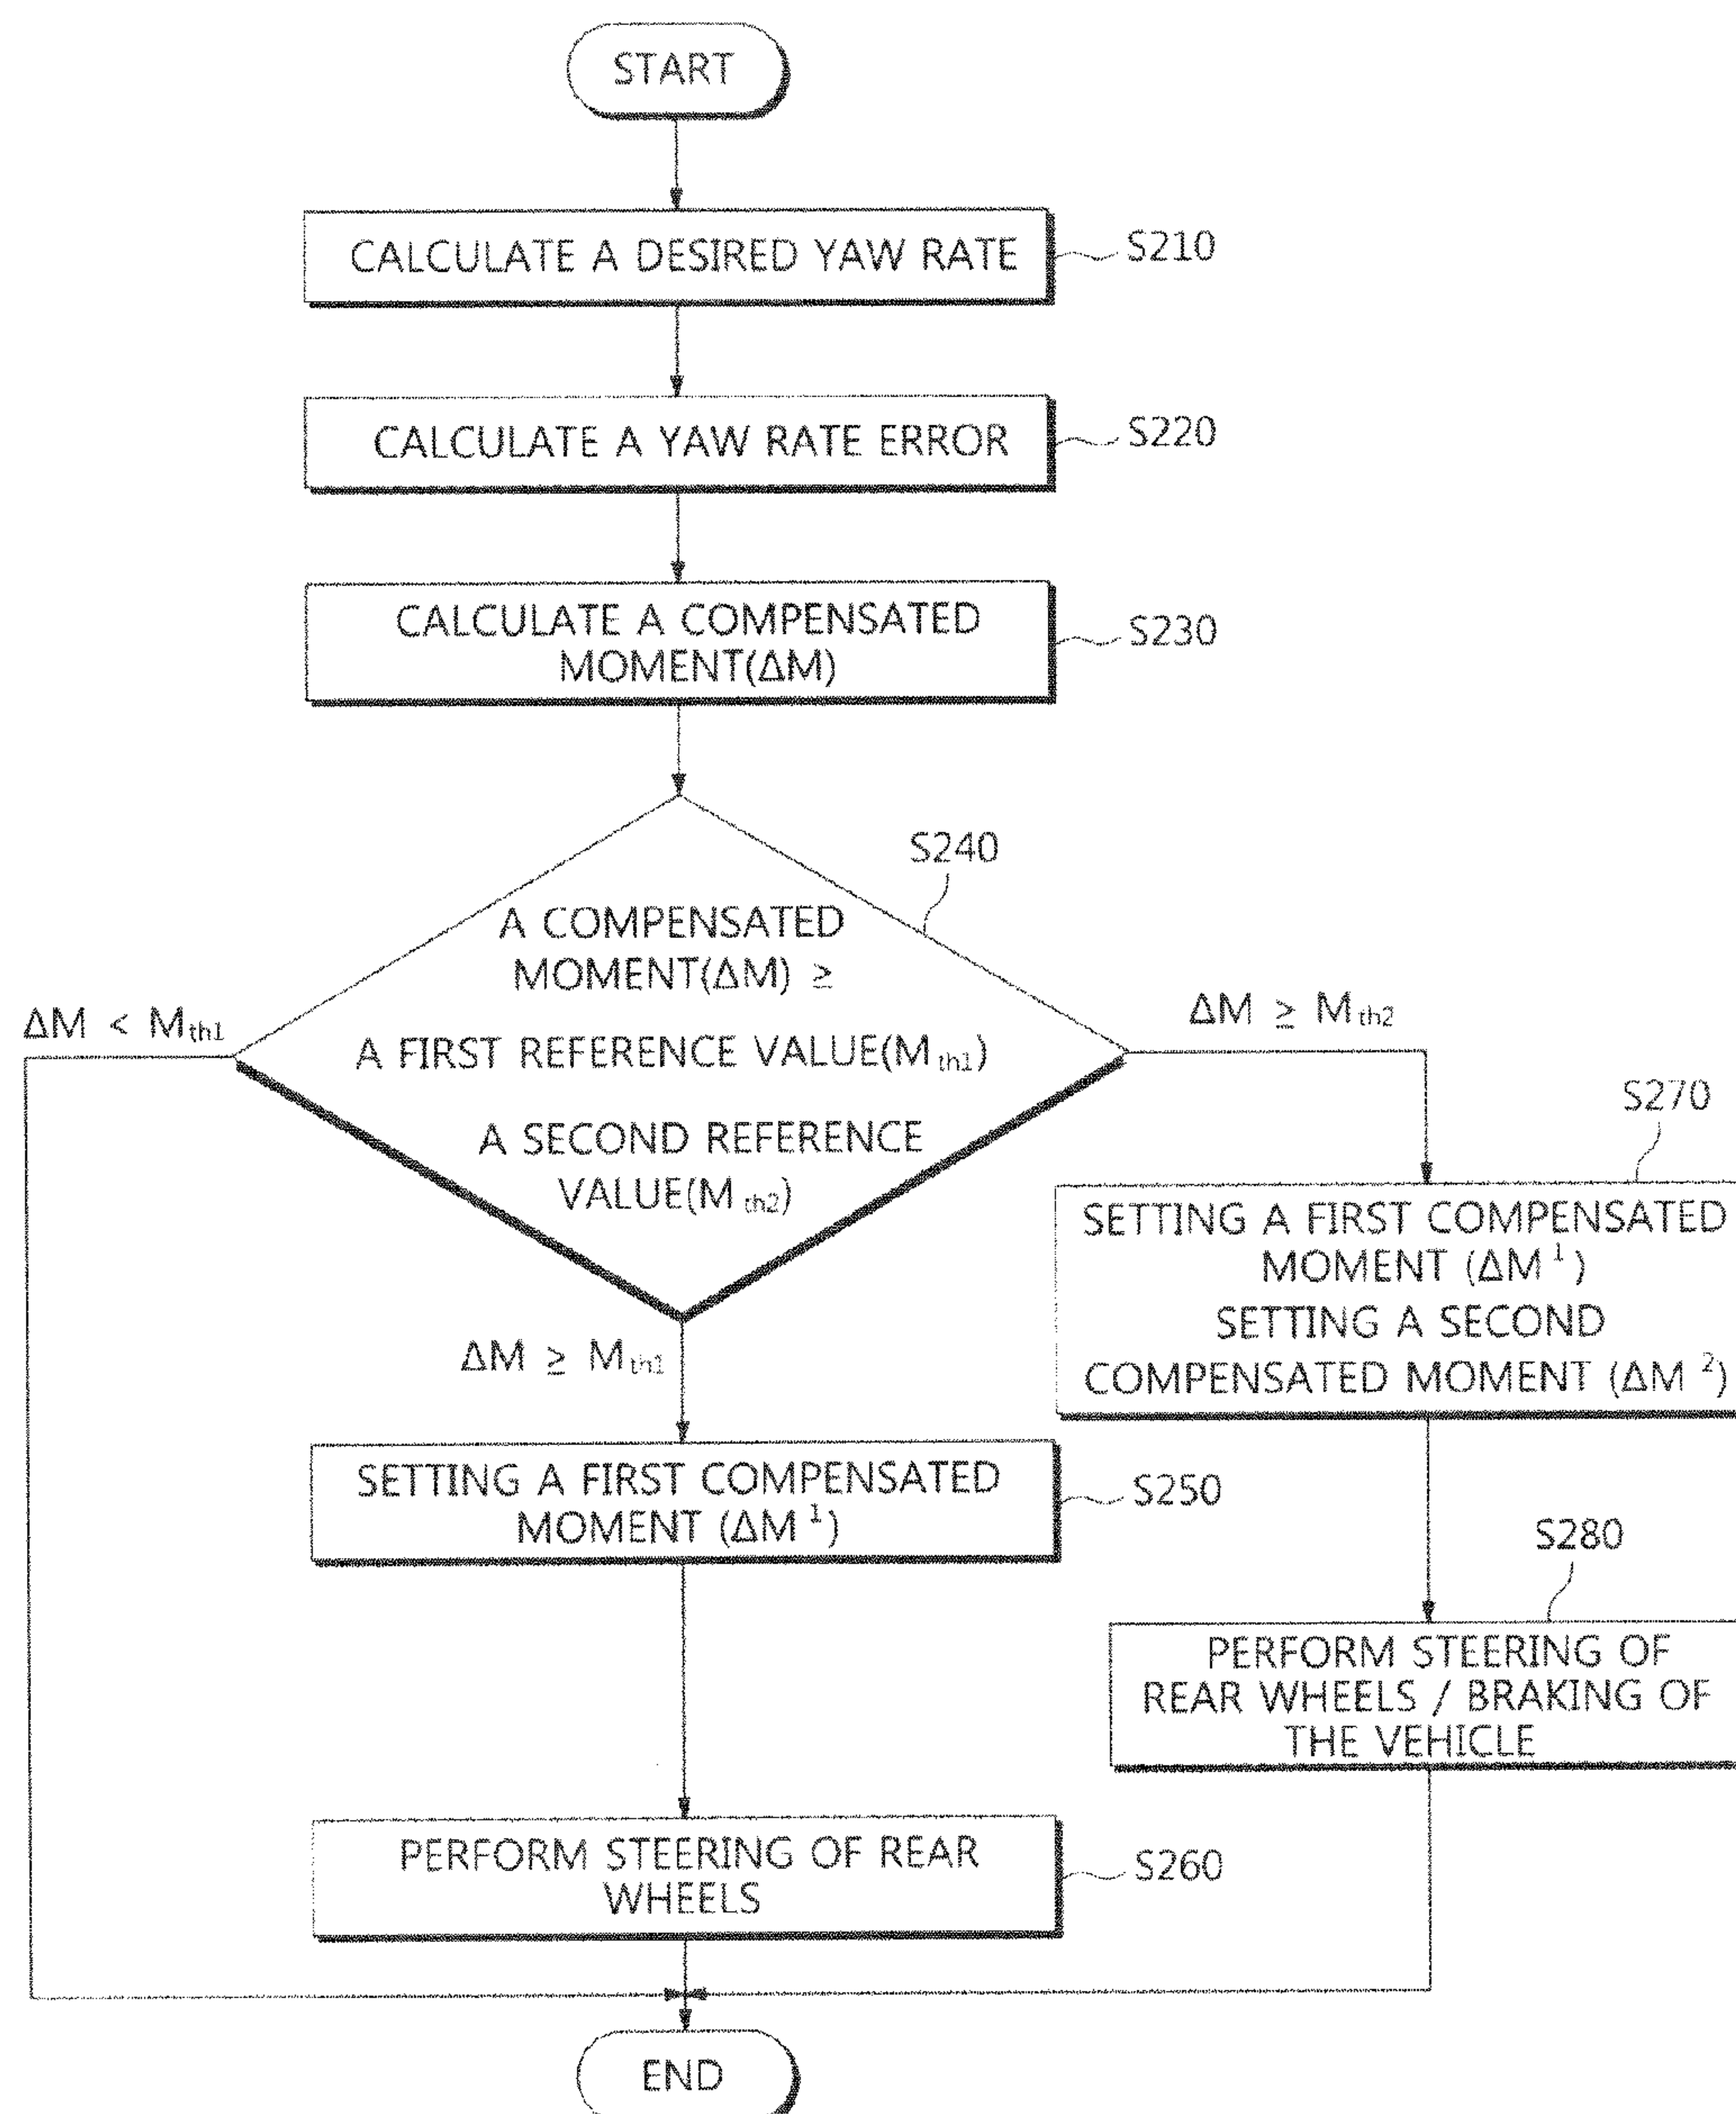 START
CALCULATE A DESIRED YAW RATE
S210
CALCULATE A YAW RATE ERROR
S220
CALCULATE A COMPENSATED
MOMENT(ΔM)
S230
S240
A COMPENSATED
MOMENT(ΔM) ≥
A FIRST REFERENCE VALUE(Mth1)
A SECOND REFERENCE
VALUE(Mth2)
ΔM < Mth1
ΔM ≥ Mth2
ΔM ≥ Mth1
S270
SETTING A FIRST COMPENSATED
MOMENT (ΔM¹)
SETTING A SECOND
COMPENSATED MOMENT (ΔM²)
SETTING A FIRST COMPENSATED
MOMENT (ΔM¹)
S250
S280
PERFORM STEERING OF
REAR WHEELS / BRAKING OF
THE VEHICLE
PERFORM STEERING OF REAR
WHEELS
S260
END